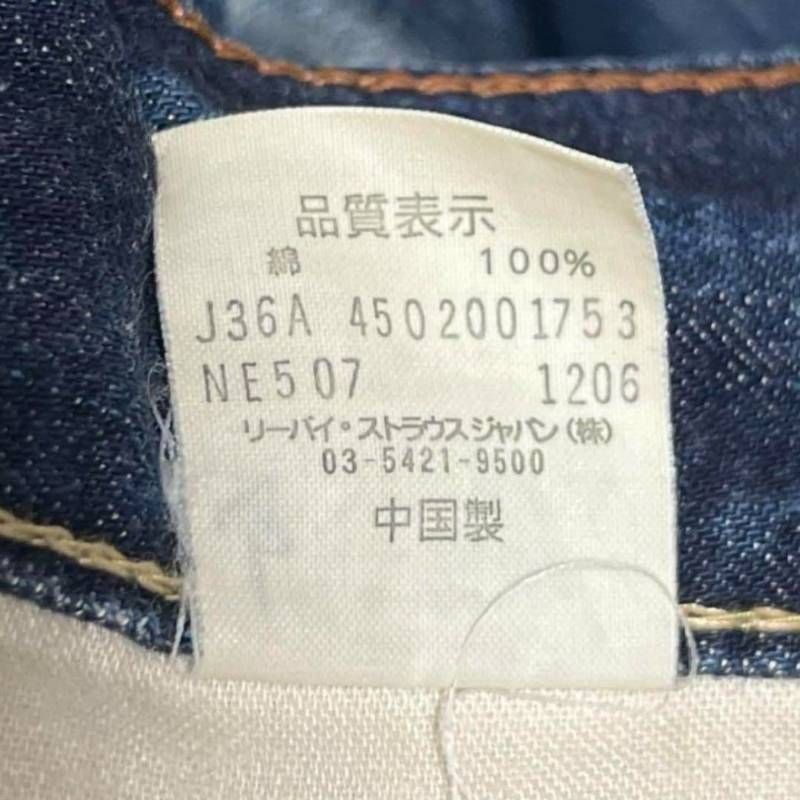 品質表示
綿 100%
J36A 4502001753
NE507 1206
リーバイ・ストラウスジャパン(株)
03-5421-9500
中国製